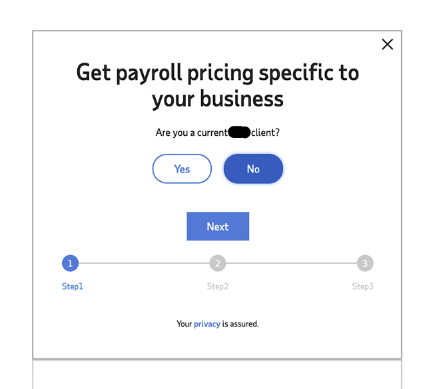 Get payroll pricing specific to
your business
Are you a current client?
Yes
No
Next
1
2
3
Step1
Step2
Step3
Your privacy is assured.